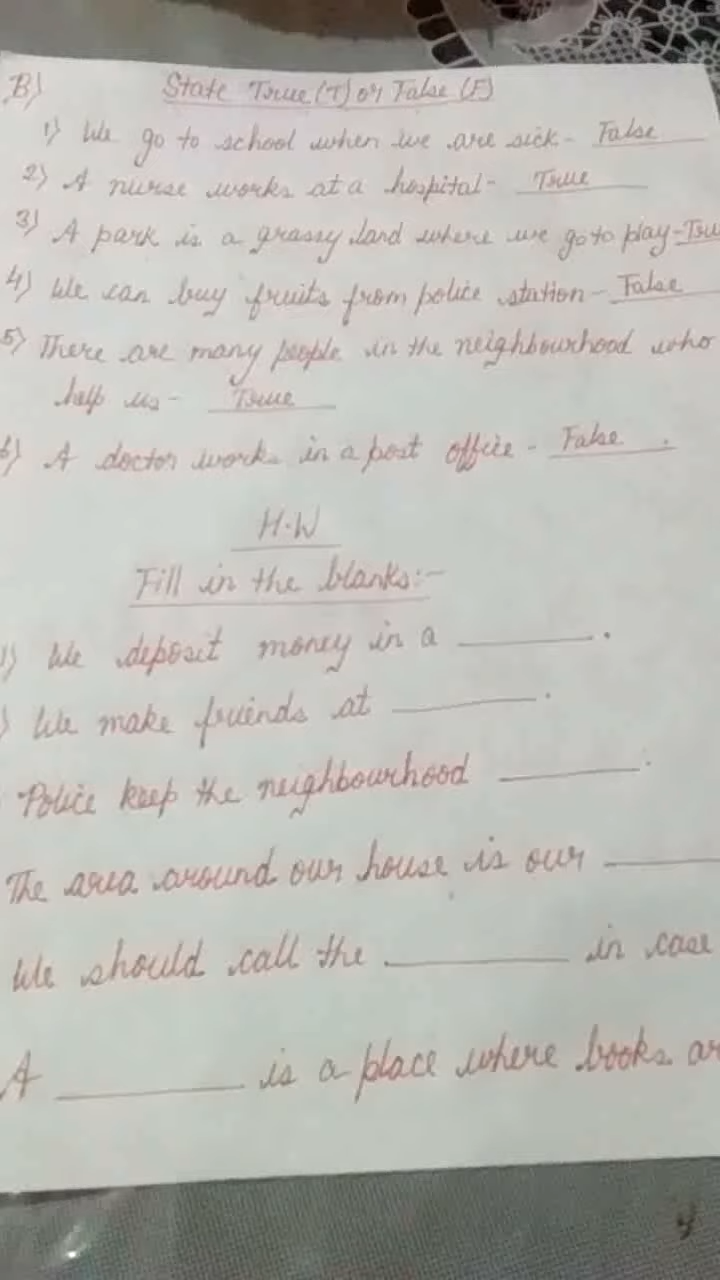 B) State True (T) or False (F)
1) We go to school when we are sick - False
2) A nurse works at a hospital - True
3) A park is a grassy land where we go to play - Tru
4) We can buy fruits from police station - False
5) There are many people in the neighbourhood who
help us - True
6) A doctor works in a post office - False .
H.W
Fill in the blanks:-
1) We deposit money in a ______ .
) We make friends at ______ .
Police keep the neighbourhood ______ .
The area around our house is our ______
We should call the ______ in case
A ______ is a place where books ar